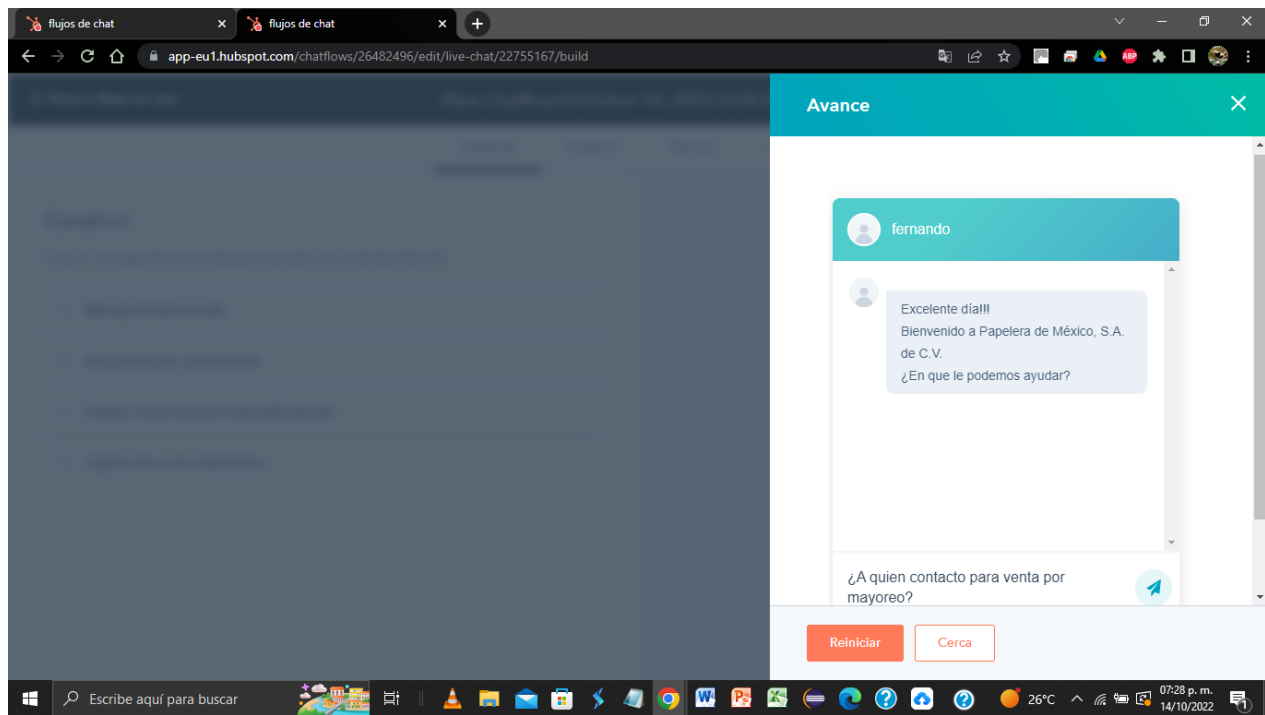 flujos de chat
flujos de chat
app-eu1.hubspot.com/chatflows/26482496/edit/live-chat/22755167/build
ABP
Avance
fernando
Excelente día!!!
Bienvenido a Papelera de México, S.A.
de C.V.
¿En que le podemos ayudar?
¿A quien contacto para venta por
mayoreo?
Reiniciar
Cerca
Escribe aquí para buscar
26°C
07:28 p. m.
14/10/2022